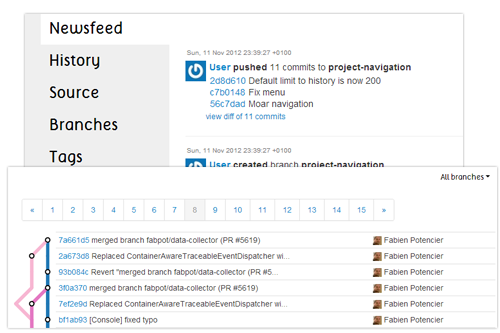 Newsfeed
History
Source
Branches
Tags
Sun, 11 Nov 2012 23:39:27 +0100
User pushed 11 commits to project-navigation
2d8d610 Default limit to history is now 200
c7b0148 Fix menu
56c7dad Moar navigation
view diff of 11 commits
Sun, 11 Nov 2012 23:39:27 +0100
User created branch project-navigation
All branches
« 1 2 3 4 5 6 7 8 9 10 11 12 13 14 15 »
7a661d5 merged branch fabpot/data-collector (PR #5619) Fabien Potencier
2a673d8 Replaced ContainerAwareTraceableEventDispatcher wi... Fabien Potencier
93b084c Revert "merged branch fabpot/data-collector (PR #5... Fabien Potencier
3f0a370 merged branch fabpot/data-collector (PR #5619) Fabien Potencier
7ef2e9d Replaced ContainerAwareTraceableEventDispatcher wi... Fabien Potencier
bf1ab93 [Console] fixed typo Fabien Potencier